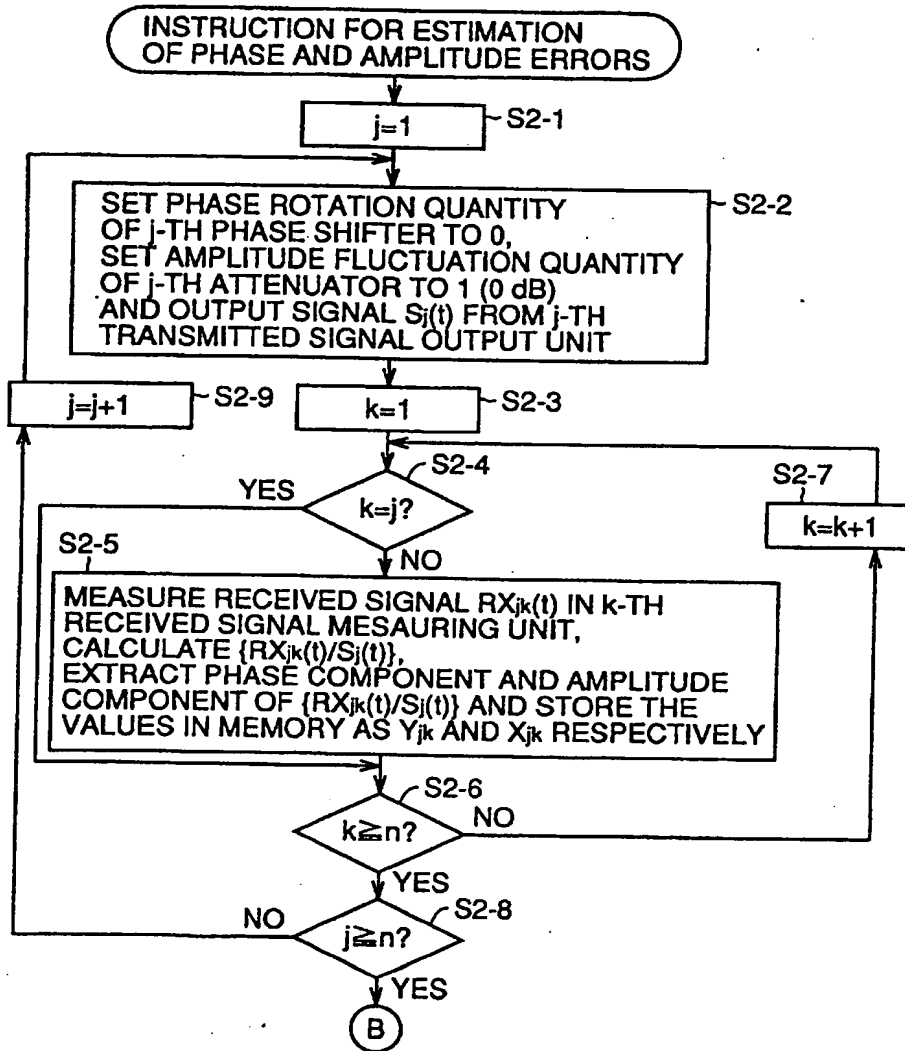 INSTRUCTION FOR ESTIMATION
OF PHASE AND AMPLITUDE ERRORS
j=1
S2-1
SET PHASE ROTATION QUANTITY
OF j-TH PHASE SHIFTER TO 0,
SET AMPLITUDE FLUCTUATION QUANTITY
OF j-TH ATTENUATOR TO 1 (0 dB)
AND OUTPUT SIGNAL Sj(t) FROM j-TH
TRANSMITTED SIGNAL OUTPUT UNIT
S2-2
j=j+1
S2-9
k=1
S2-3
S2-4
YES
k=j?
NO
S2-7
k=k+1
S2-5
MEASURE RECEIVED SIGNAL RXjk(t) IN k-TH
RECEIVED SIGNAL MESAURING UNIT,
CALCULATE {RXjk(t)/Sj(t)},
EXTRACT PHASE COMPONENT AND AMPLITUDE
COMPONENT OF {RXjk(t)/Sj(t)} AND STORE THE
VALUES IN MEMORY AS Yjk AND Xjk RESPECTIVELY
S2-6
k≧n?
NO
YES
S2-8
NO
j≧n?
YES
B